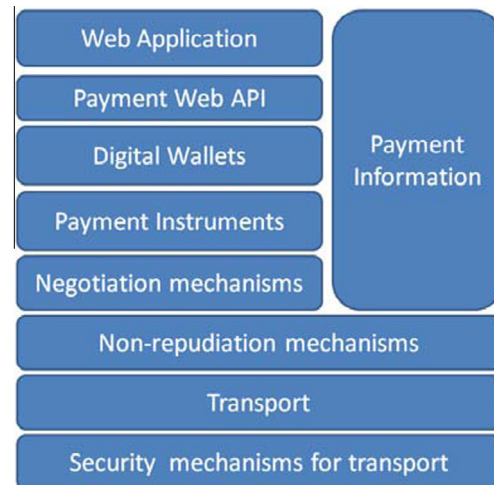 Web Application
Payment Web API
Digital Wallets
Payment Instruments
Negotiation mechanisms
Payment
Information
Non-repudiation mechanisms
Transport
Security mechanisms for transport